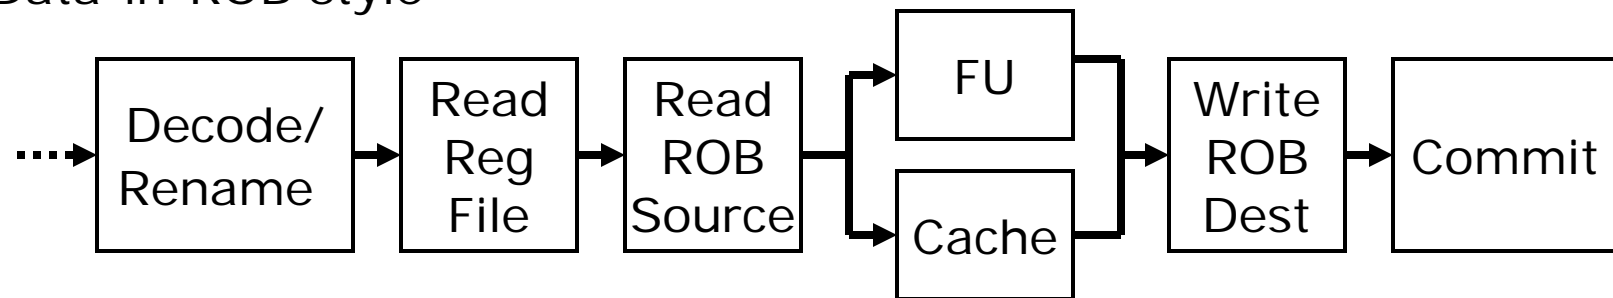 Data-in-ROB style
Decode/
Rename
Read
Reg
File
Read
ROB
Source
FU
Cache
Write
ROB
Dest
Commit